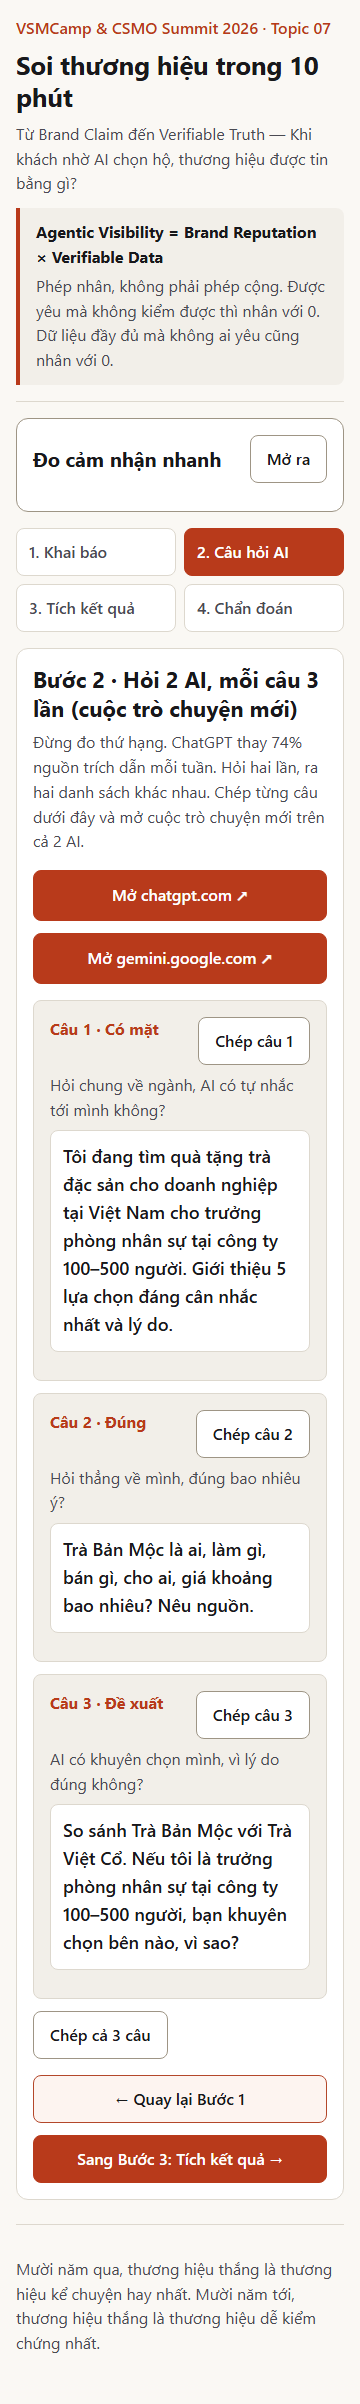 VSMCamp & CSMO Summit 2026 · Topic 07
Soi thương hiệu trong 10
phút
Từ Brand Claim đến Verifiable Truth — Khi
khách nhờ AI chọn hộ, thương hiệu được tin
bằng gì?
Agentic Visibility = Brand Reputation
× Verifiable Data
Phép nhân, không phải phép cộng. Được
yêu mà không kiểm được thì nhân với 0.
Dữ liệu đầy đủ mà không ai yêu cũng
nhân với 0.
Đo cảm nhận nhanh
Mở ra
1. Khai báo
2. Câu hỏi AI
3. Tích kết quả
4. Chẩn đoán
Bước 2 · Hỏi 2 AI, mỗi câu 3
lần (cuộc trò chuyện mới)
Đừng đo thứ hạng. ChatGPT thay 74%
nguồn trích dẫn mỗi tuần. Hỏi hai lần, ra
hai danh sách khác nhau. Chép từng câu
dưới đây và mở cuộc trò chuyện mới trên
cả 2 AI.
Mở chatgpt.com ↗
Mở gemini.google.com ↗
Câu 1 · Có mặt
Chép câu 1
Hỏi chung về ngành, AI có tự nhắc
tới mình không?
Tôi đang tìm quà tặng trà
đặc sản cho doanh nghiệp
tại Việt Nam cho trưởng
phòng nhân sự tại công ty
100–500 người. Giới thiệu 5
lựa chọn đáng cân nhắc
nhất và lý do.
Câu 2 · Đúng
Chép câu 2
Hỏi thẳng về mình, đúng bao nhiêu
ý?
Trà Bản Mộc là ai, làm gì,
bán gì, cho ai, giá khoảng
bao nhiêu? Nêu nguồn.
Câu 3 · Đề xuất
Chép câu 3
AI có khuyên chọn mình, vì lý do
đúng không?
So sánh Trà Bản Mộc với Trà
Việt Cổ. Nếu tôi là trưởng
phòng nhân sự tại công ty
100–500 người, bạn khuyên
chọn bên nào, vì sao?
Chép cả 3 câu
← Quay lại Bước 1
Sang Bước 3: Tích kết quả →
Mười năm qua, thương hiệu thắng là thương
hiệu kể chuyện hay nhất. Mười năm tới,
thương hiệu thắng là thương hiệu dễ kiểm
chứng nhất.